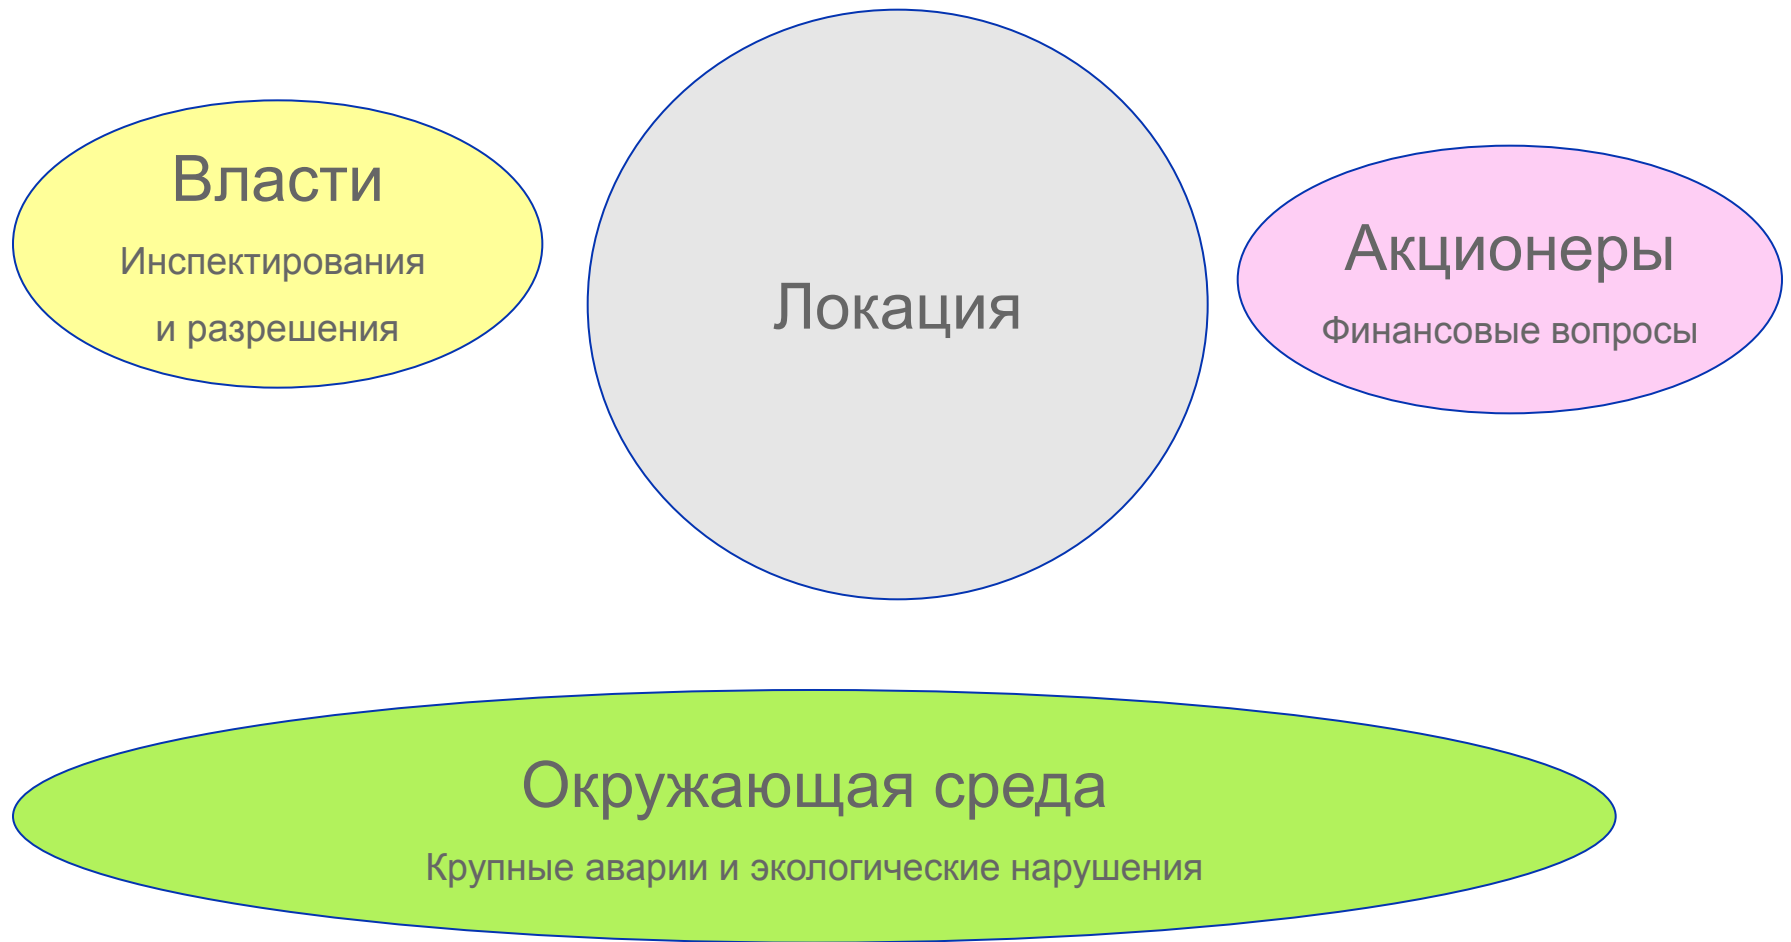 Власти
Инспектирования
и разрешения
Локация
Акционеры
Финансовые вопросы
Окружающая среда
Крупные аварии и экологические нарушения